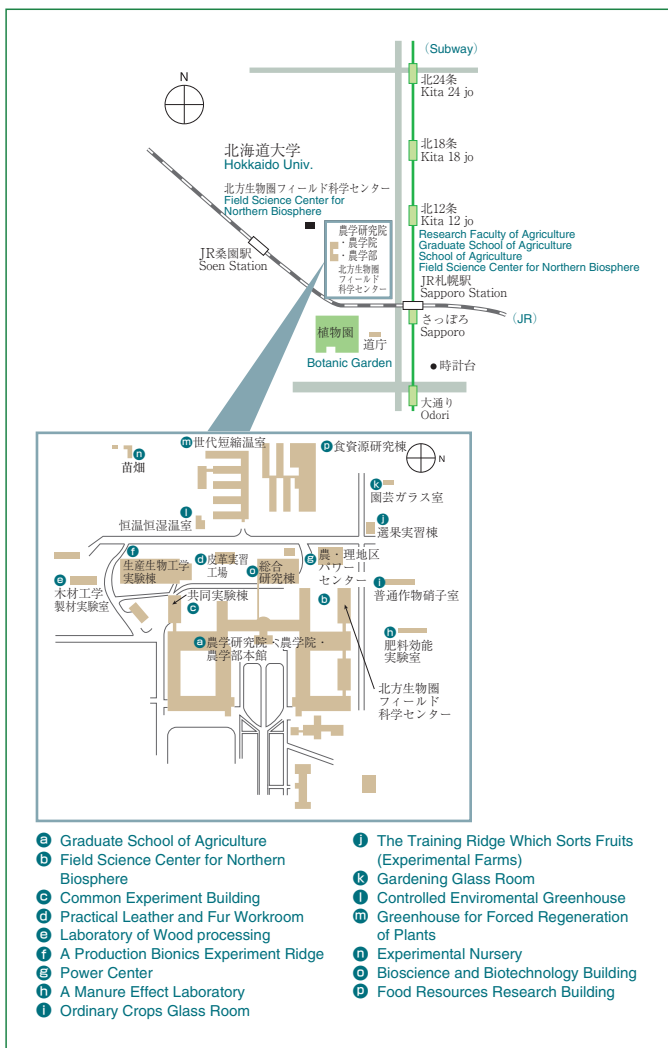 （Subway）
北24条
Kita 24 jo
N
北18条
Kita 18 jo
北海道大学
Hokkaido Univ.
北方生物圏フィールド科学センター
Field Science Center for
Northern Biosphere
北12条
Kita 12 jo
農学研究院
・農学院
・農学部
北方生物圏
フィールド
科学センター
Research Faculty of Agriculture
Graduate School of Agriculture
School of Agriculture
Field Science Center for Northern Biosphere
JR桑園駅
Soen Station
JR札幌駅
Sapporo Station
さっぽろ
Sapporo
（JR）
植物園
道庁
Botanic Garden
時計台
大通り
Odori
m 世代短縮温室
p 食資源研究棟
n
苗畑
N
k
園芸ガラス室
l
恒温恒湿温室
j
選果実習棟
f
生産生物工学
実験棟
d 皮革実習
工場
o 総合
研究棟
g 農・理地区
パワー
センター
e
木材工学
製材実験室
共同実験棟
c
b
i
普通作物硝子室
a 農学研究院・農学院・
農学部本館
h
肥料効能
実験室
北方生物圏
フィールド
科学センター
a Graduate School of Agriculture
b Field Science Center for Northern
Biosphere
c Common Experiment Building
d Practical Leather and Fur Workroom
e Laboratory of Wood processing
f A Production Bionics Experiment Ridge
g Power Center
h A Manure Effect Laboratory
i Ordinary Crops Glass Room
j The Training Ridge Which Sorts Fruits
(Experimental Farms)
k Gardening Glass Room
l Controlled Enviromental Greenhouse
m Greenhouse for Forced Regeneration
of Plants
n Experimental Nursery
o Bioscience and Biotechnology Building
p Food Resources Research Building